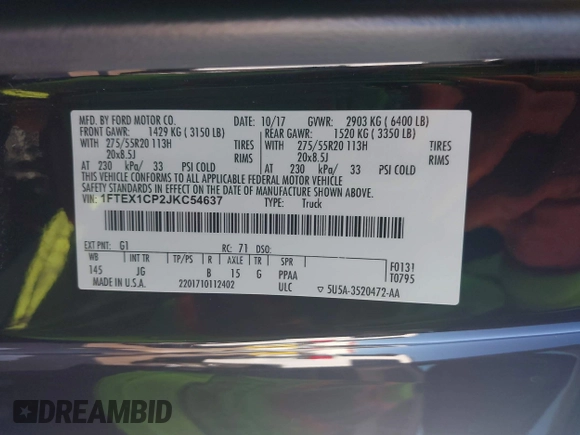 MFD. BY FORD MOTOR CO.
DATE: 10/17 GVWR: 2903 KG ( 6400 LB)
FRONT GAWR: 1429 KG ( 3150 LB) REAR GAWR: 1520 KG ( 3350 LB)
WITH 275/55R20 113H TIRES WITH 275/55R20 113H TIRES
20x8.5J RIMS 20x8.5J RIMS
AT 230 kPa/ 33 PSI COLD AT 230 kPa/ 33 PSI COLD
THIS VEHICLE CONFORMS TO ALL APPLICABLE FEDERAL MOTOR VEHICLE
SAFETY, BUMPER, AND THEFT PREVENTION STANDARDS IN EFFECT ON THE DATE OF MANUFACTURE SHOWN ABOVE.
VIN: 1FTEX1CP2JKC54637 TYPE: Truck
EXT PNT: G1 RC: 71 DSO:
WB INT TR TP/PS R AXLE TR SPR F0131
145 JG B 15 G PPAA T0795
MADE IN U.S.A. 2201710112402 ULC ▽ 5U5A-3520472-AA
DREAMBID